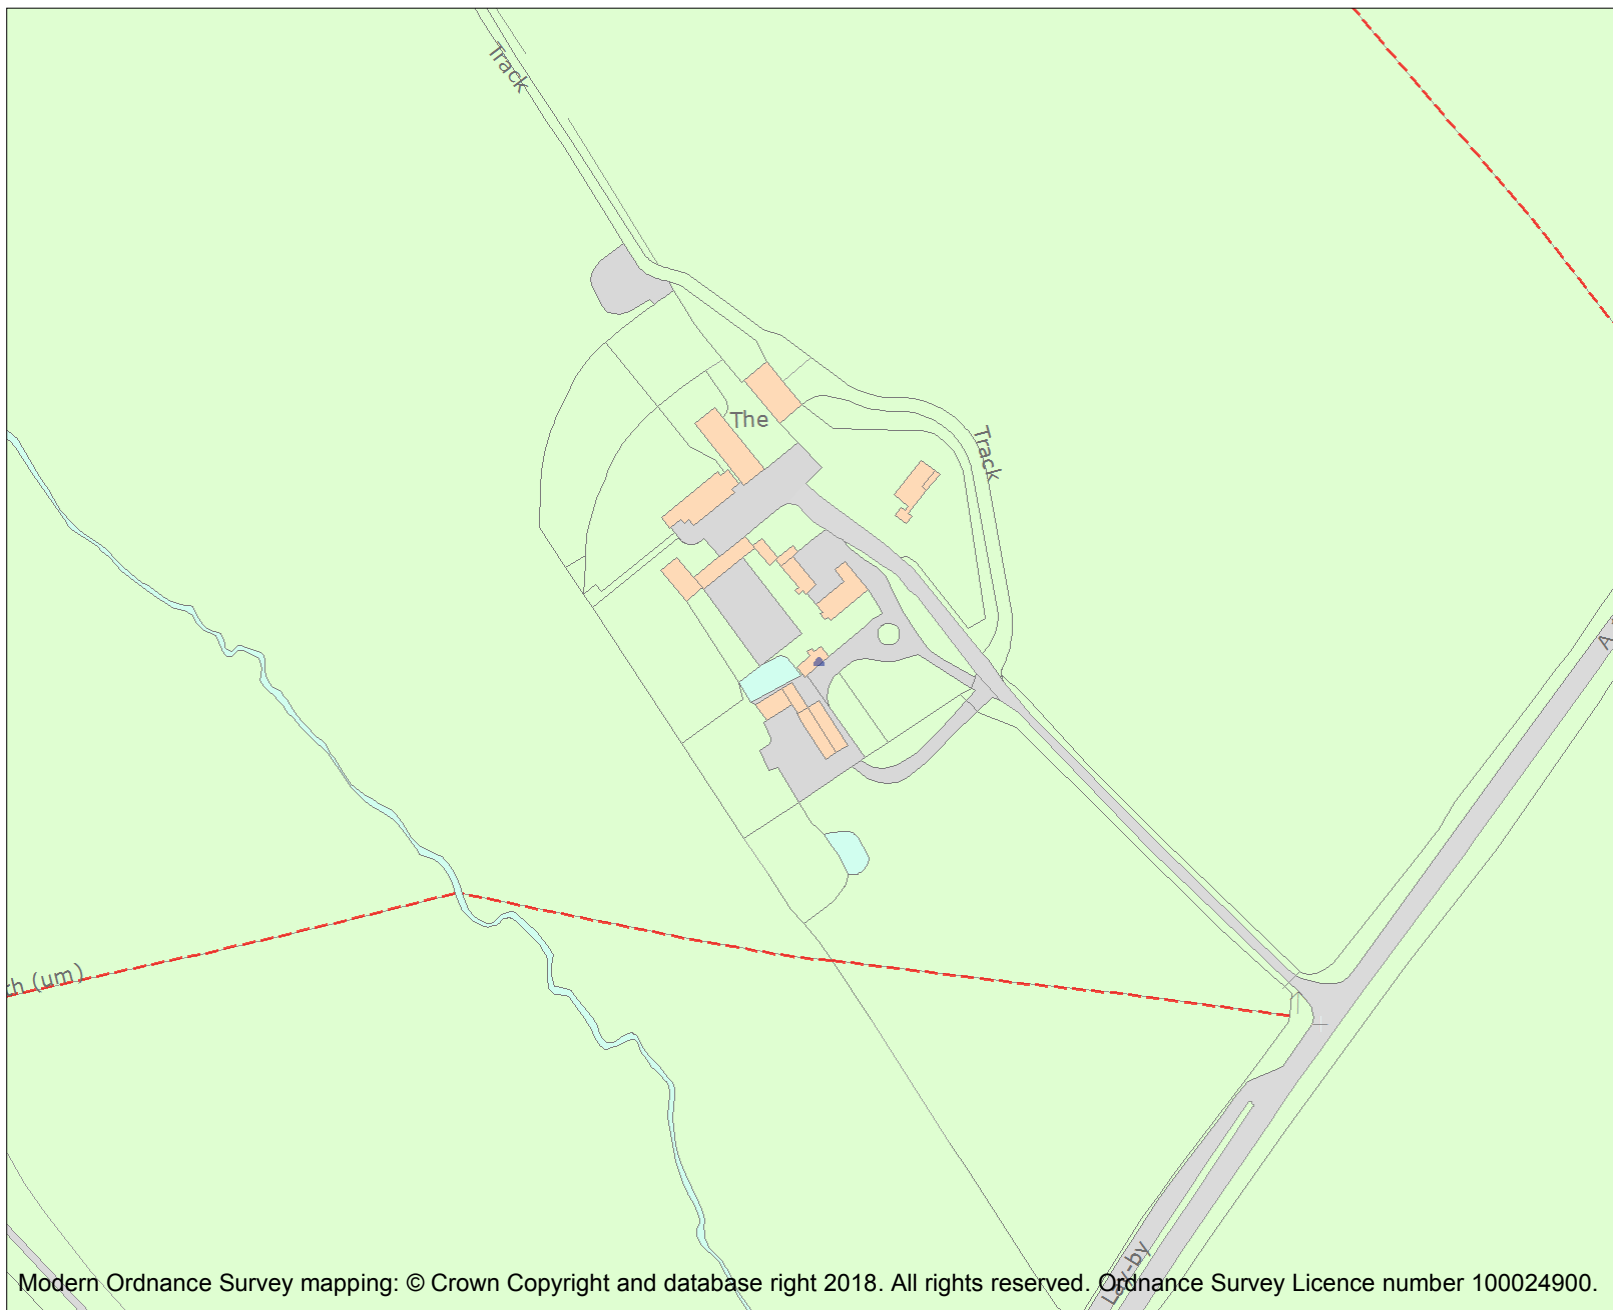 Track
The
Track
A
th (um)
Lay-by
Modern Ordnance Survey mapping: © Crown Copyright and database right 2018. All rights reserved. Ordnance Survey Licence number 100024900.